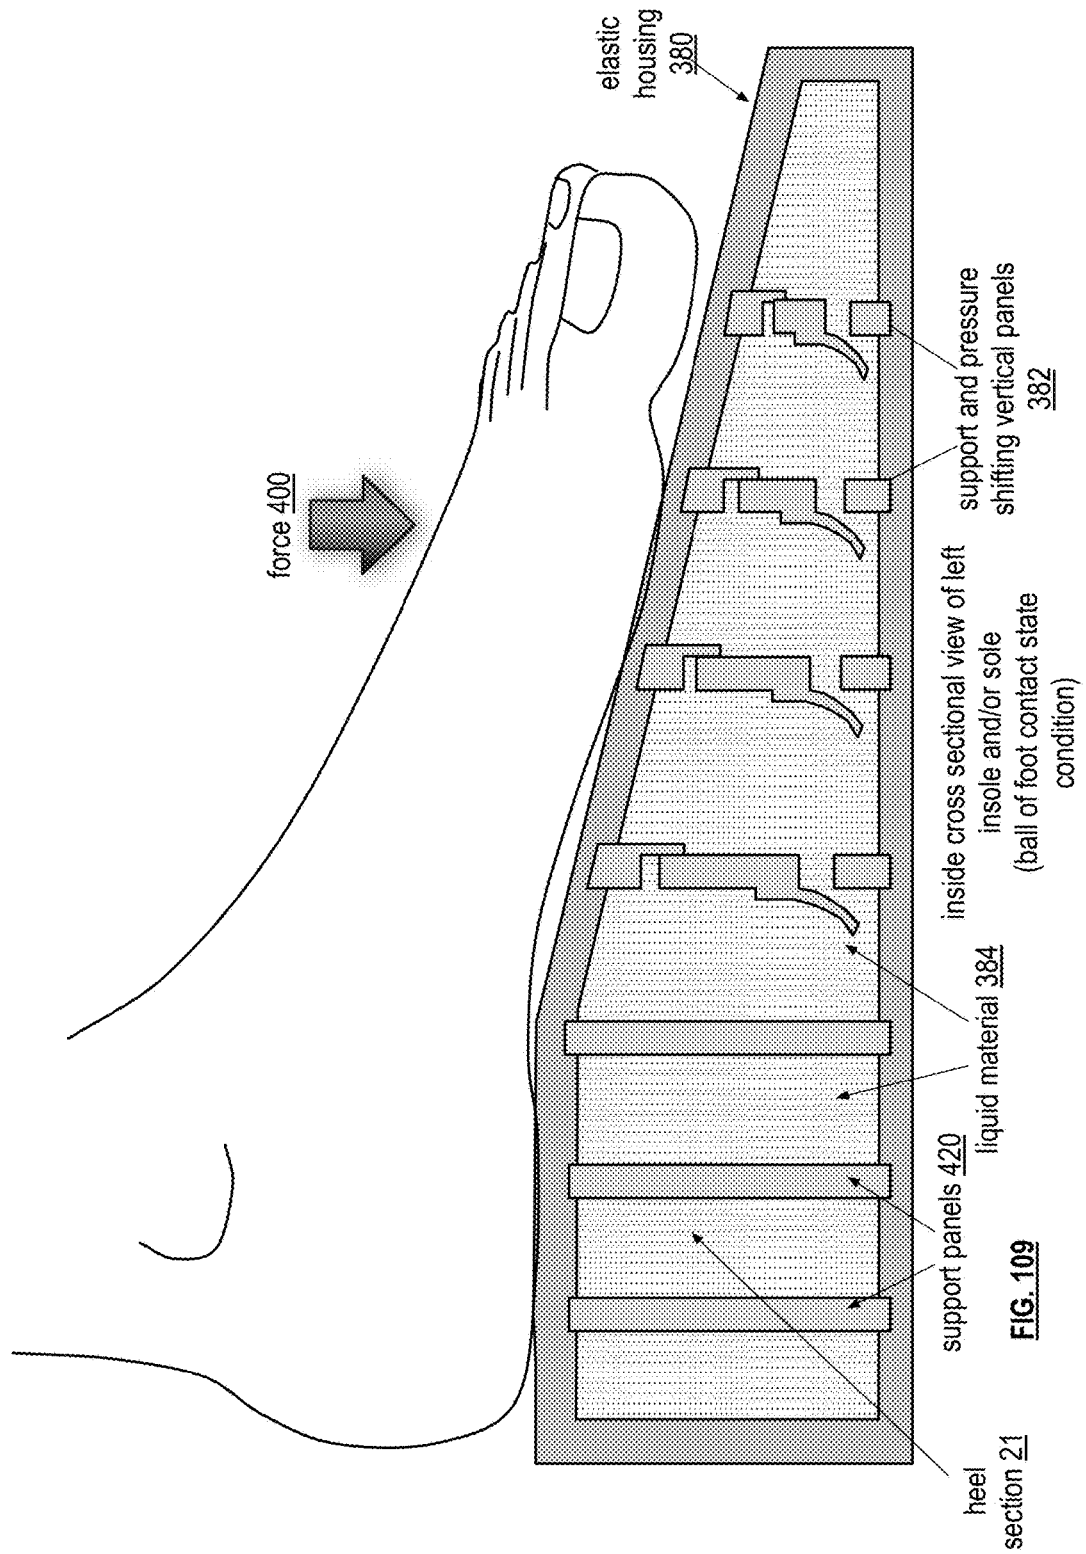 elastic
housing
380
force 400
support and pressure
shifting vertical panels
382
inside cross sectional view of left
insole and/or sole
(ball of foot contact state
condition)
liquid material 384
support panels 420
heel
section 21
FIG. 109